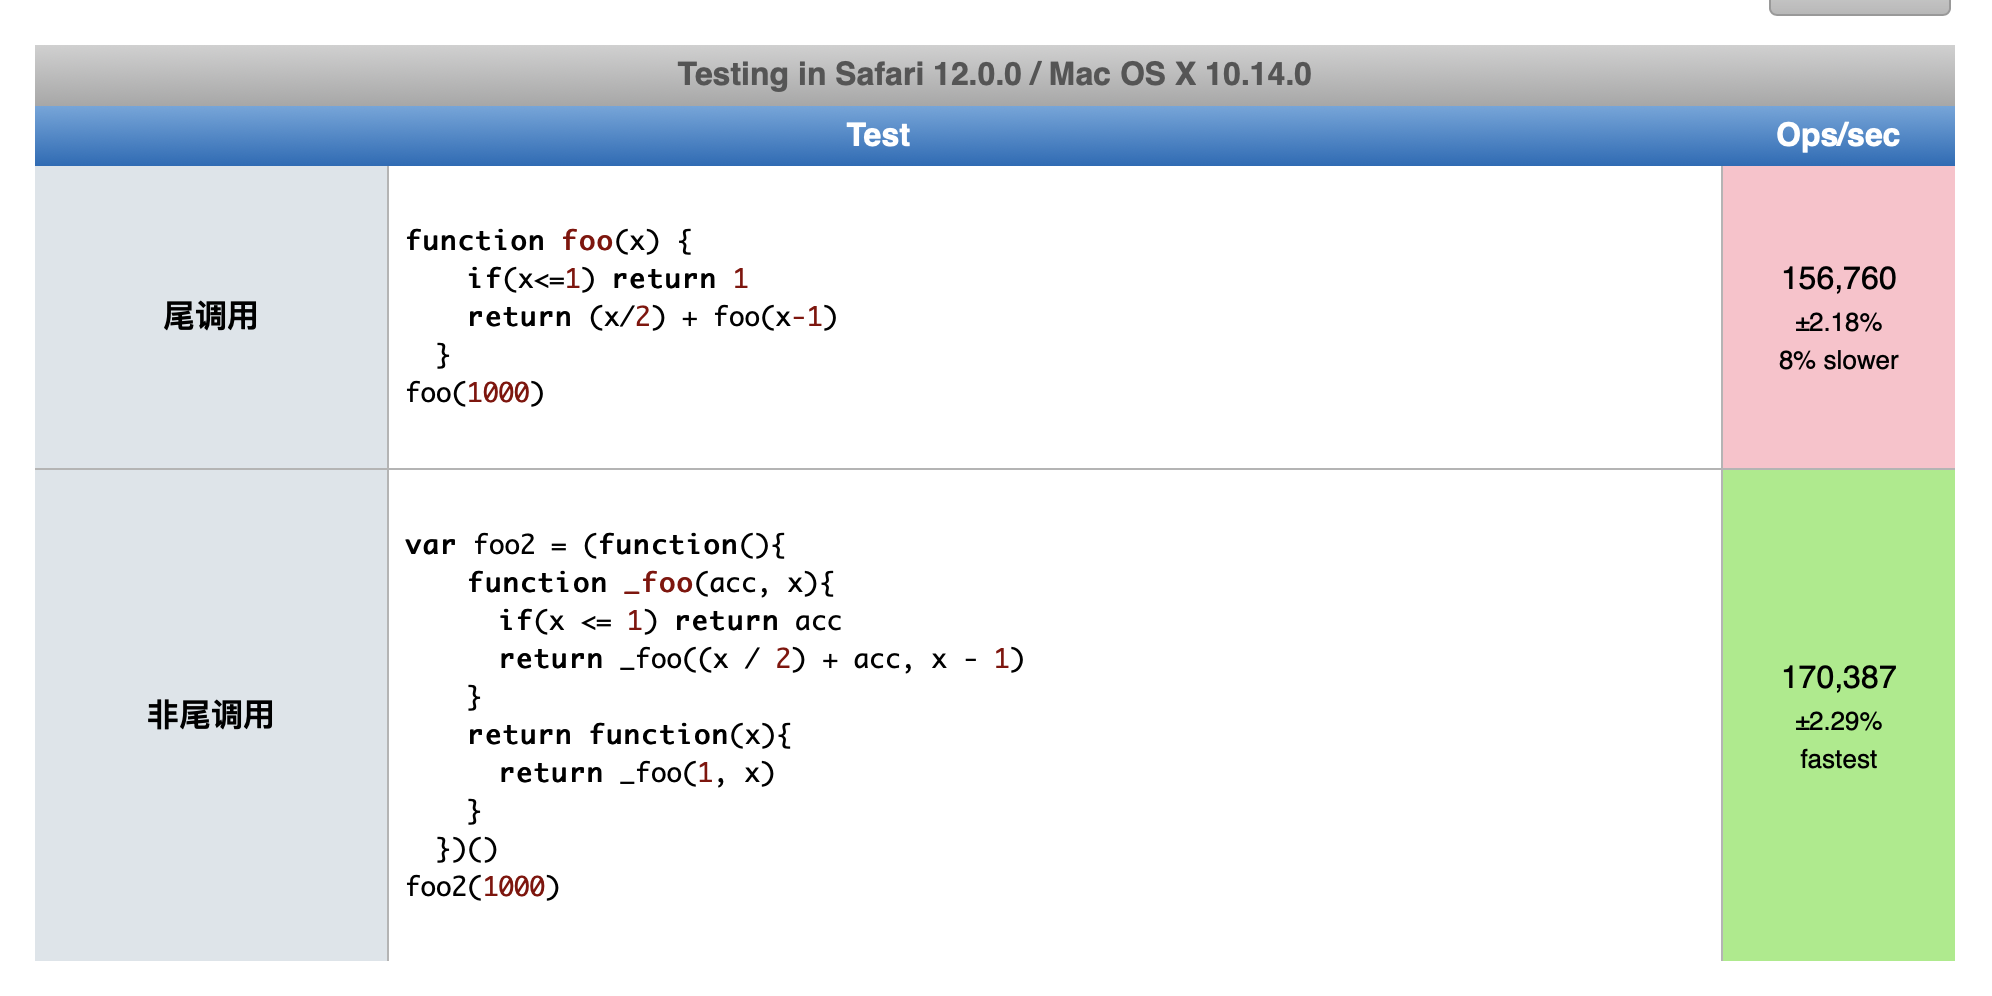 Testing in Safari 12.0.0 / Mac OS X 10.14.0
Test Ops/sec
尾调用
function foo(x) {
    if(x<=1) return 1
    return (x/2) + foo(x-1)
  }
foo(1000)
156,760
±2.18%
8% slower
非尾调用
var foo2 = (function(){
    function _foo(acc, x){
      if(x <= 1) return acc
      return _foo((x / 2) + acc, x - 1)
    }
    return function(x){
      return _foo(1, x)
    }
  })()
foo2(1000)
170,387
±2.29%
fastest